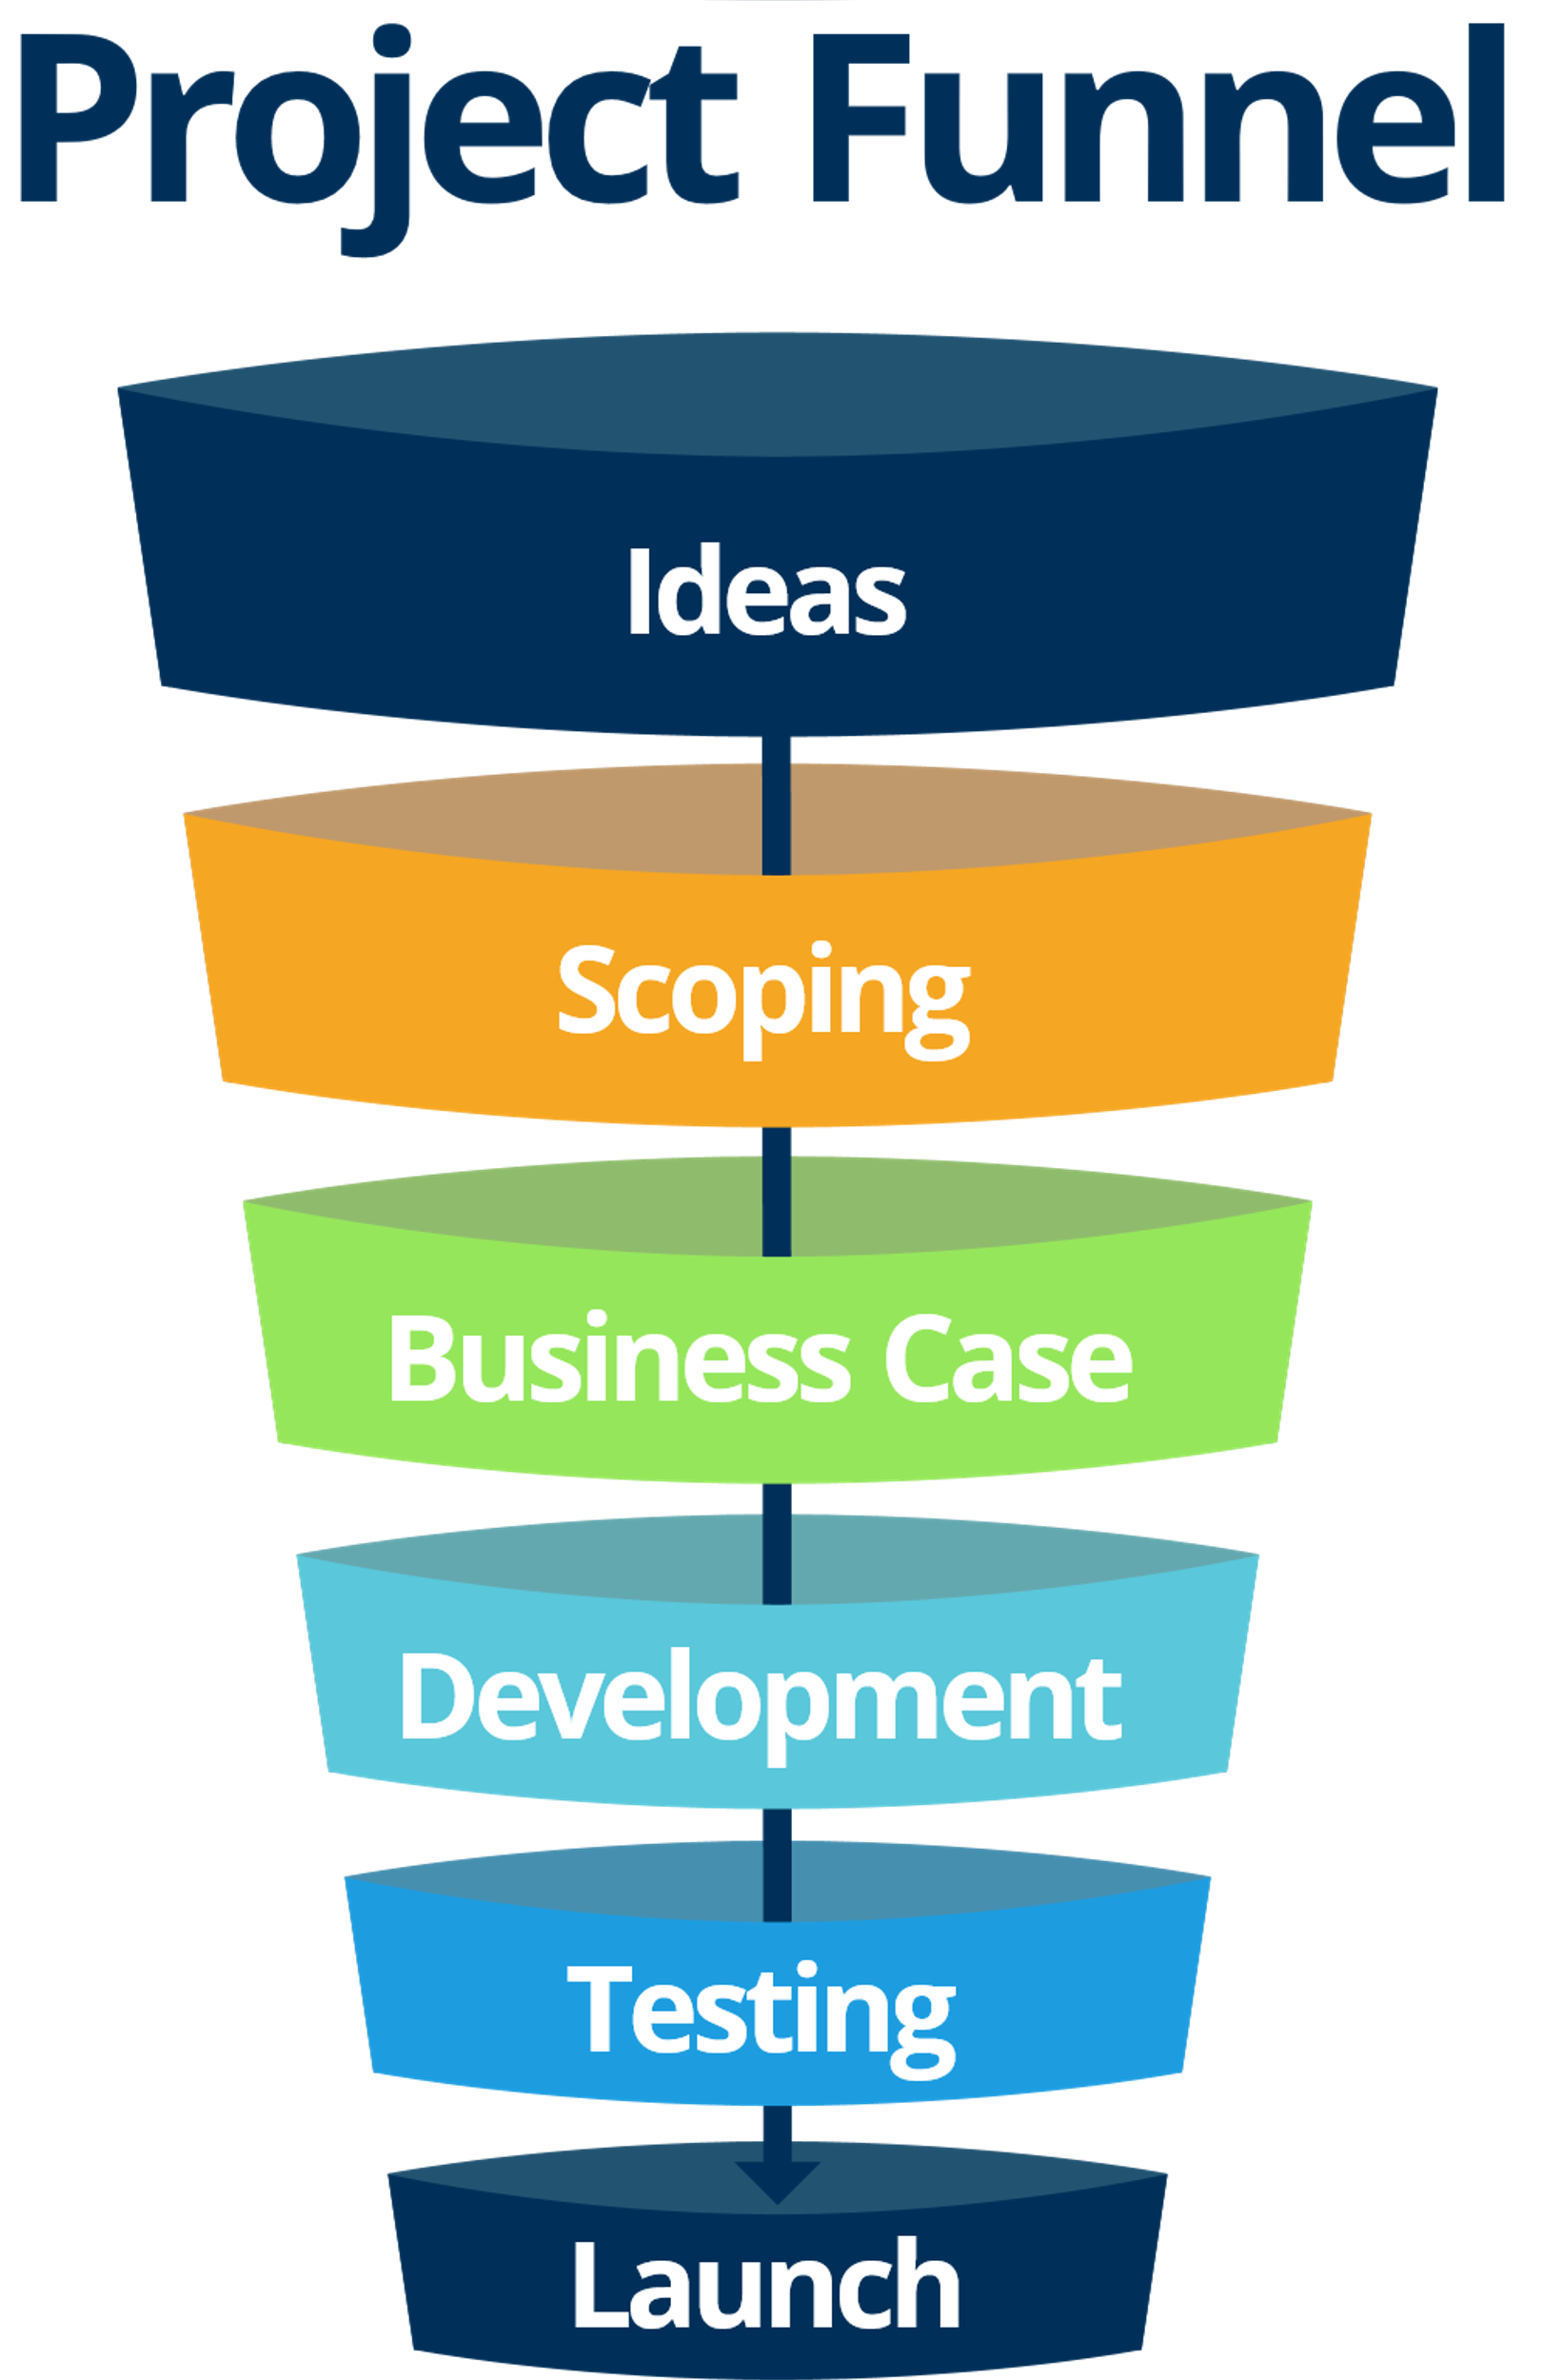 Project Funnel
Ideas
Scoping
Business Case
Development
Testing
Launch